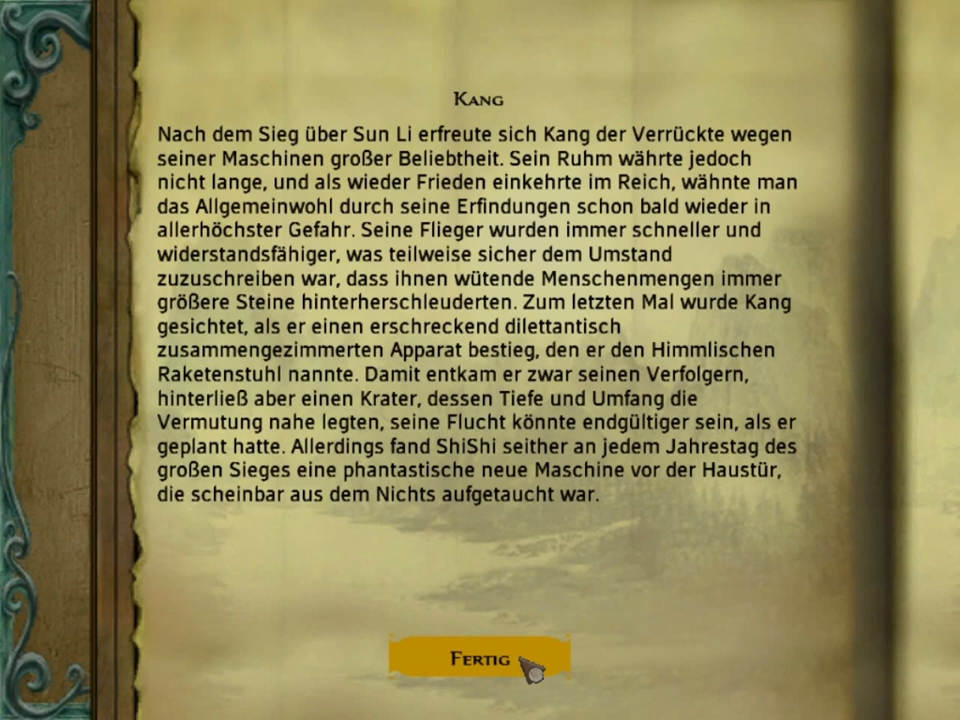 Kang
Nach dem Sieg über Sun Li erfreute sich Kang der Verrückte wegen
seiner Maschinen großer Beliebtheit. Sein Ruhm währte jedoch
nicht lange, und als wieder Frieden einkehrte im Reich, wähnte man
das Allgemeinwohl durch seine Erfindungen schon bald wieder in
allerhöchster Gefahr. Seine Flieger wurden immer schneller und
widerstandsfähiger, was teilweise sicher dem Umstand
zuzuschreiben war, dass ihnen wütende Menschenmengen immer
größere Steine hinterherschleuderten. Zum letzten Mal wurde Kang
gesichtet, als er einen erschreckend dilettantisch
zusammengezimmerten Apparat bestieg, den er den Himmlischen
Raketenstuhl nannte. Damit entkam er zwar seinen Verfolgern,
hinterließ aber einen Krater, dessen Tiefe und Umfang die
Vermutung nahe legten, seine Flucht könnte endgültiger sein, als er
geplant hatte. Allerdings fand ShiShi seither an jedem Jahrestag des
großen Sieges eine phantastische neue Maschine vor der Haustür,
die scheinbar aus dem Nichts aufgetaucht war.
Fertig